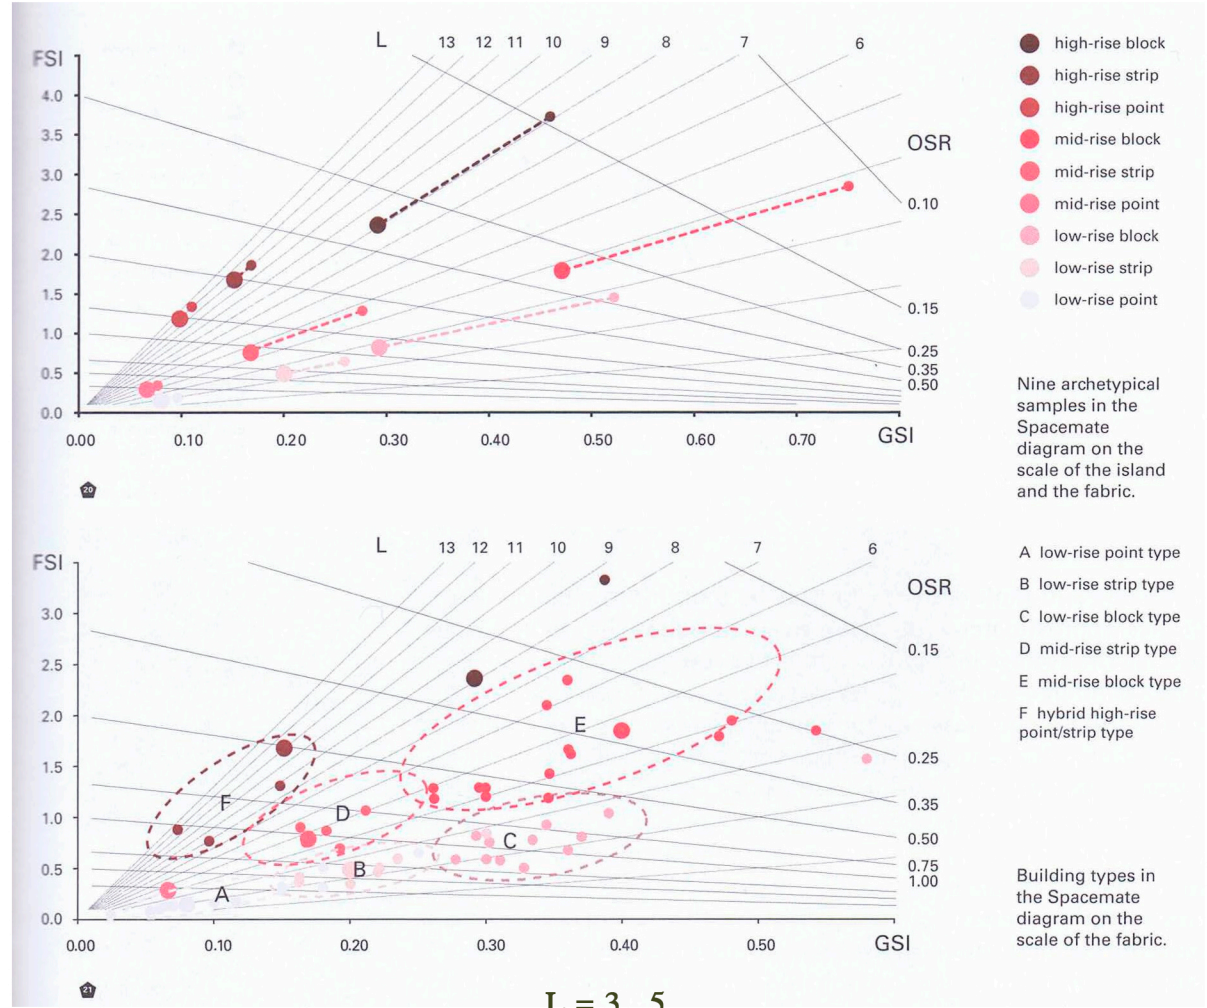 L 13 12 11 10 9 8 7 6
FSI
4.0
3.5
3.0
2.5
2.0
1.5
1.0
0.5
0.0
OSR
0.10
0.15
0.25
0.35
0.50
0.00 0.10 0.20 0.30 0.40 0.50 0.60 0.70 GSI
20
high-rise block
high-rise strip
high-rise point
mid-rise block
mid-rise strip
mid-rise point
low-rise block
low-rise strip
low-rise point
Nine archetypical
samples in the
Spacemate
diagram on the
scale of the island
and the fabric.
L 13 12 11 10 9 8 7 6
FSI
3.0
2.5
2.0
1.5
1.0
0.5
0.0
E
F
D
C
B
A
OSR
0.15
0.25
0.35
0.50
0.75
1.00
0.00 0.10 0.20 0.30 0.40 0.50 GSI
21
A low-rise point type
B low-rise strip type
C low-rise block type
D mid-rise strip type
E mid-rise block type
F hybrid high-rise
point/strip type
Building types in
the Spacemate
diagram on the
scale of the fabric.
L = 3 5